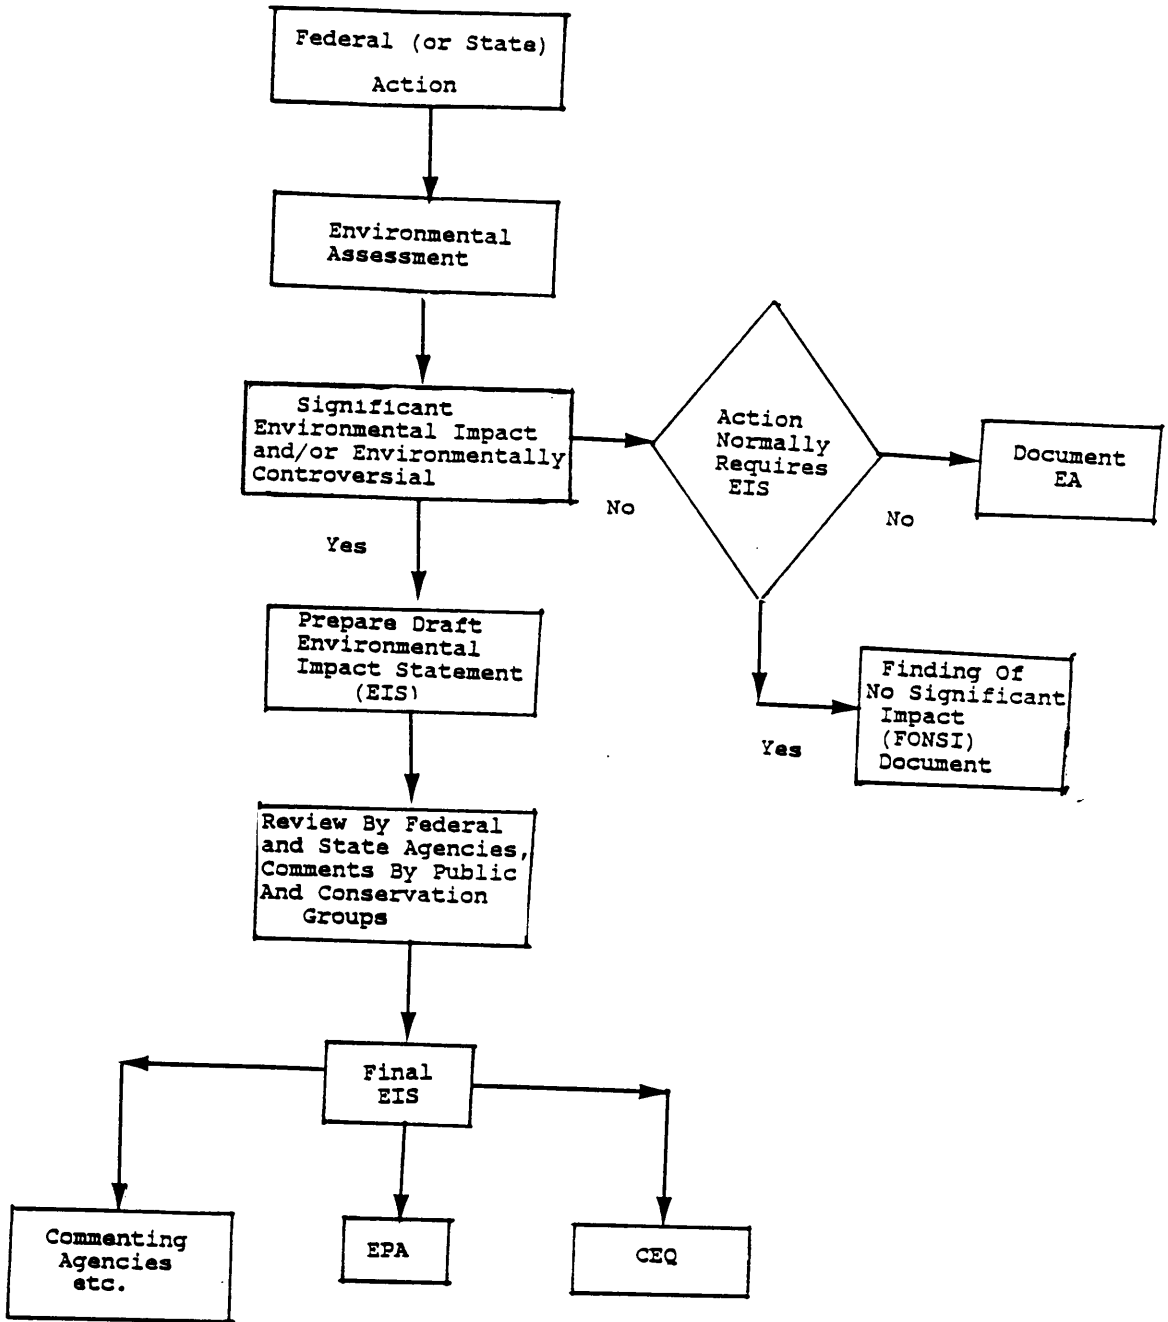 Federal (or State)
Action
Environmental
Assessment
Significant
Environmental Impact
and/or Environmentally
Controversial
No
Action
Normally
Requires
EIS
No
Document
EA
Yes
Prepare Draft
Environmental
Impact Statement
(EIS)
Yes
Finding Of
No Significant
Impact
(FONSI)
Document
Review By Federal
and State Agencies,
Comments By Public
And Conservation
Groups
Final
EIS
Commenting
Agencies
etc.
EPA
CEQ